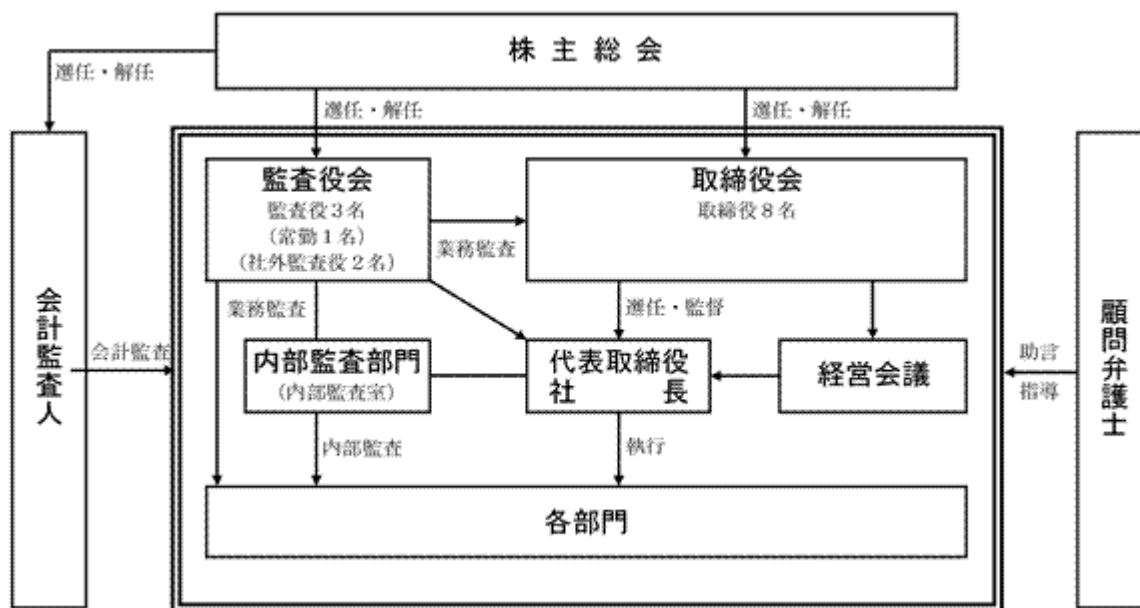 株主総会
選任・解任
選任・解任
選任・解任
監査役会
監査役3名
(常勤1名)
(社外監査役2名)
業務監査
取締役会
取締役8名
業務監査
選任・監督
会計監査人
会計監査
内部監査部門
(内部監査室)
代表取締役
社長
経営会議
助言
指導
顧問弁護士
内部監査
執行
各部門